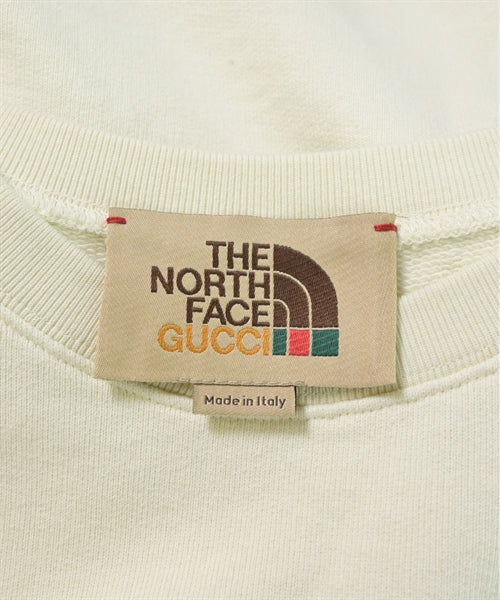 THE
NORTH
FACE
GUCCI
Made in Italy